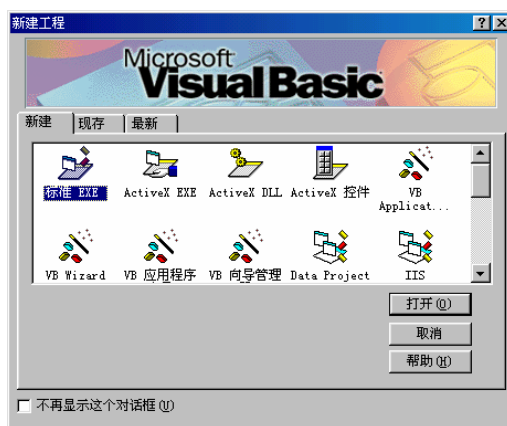 新建工程
Microsoft
Visual Basic
新建 现存 最新
标准 EXE ActiveX EXE ActiveX DLL ActiveX 控件 VB
Applicat...
VB Wizard VB 应用程序 VB 向导管理 Data Project IIS
打开(O)
取消
帮助(H)
不再显示这个对话框(U)